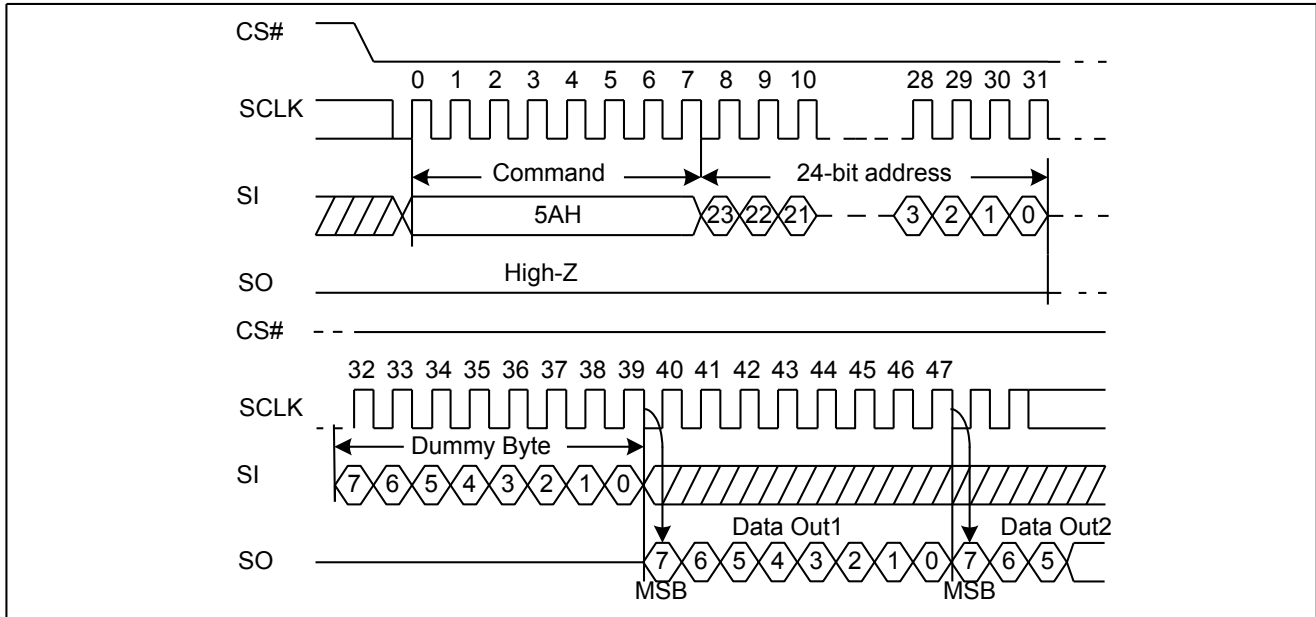 CS#
0 1 2 3 4 5 6 7 8 9 10 28 29 30 31
SCLK
Command 24-bit address
SI
5AH 23 22 21 3 2 1 0
High-Z
SO
CS#
32 33 34 35 36 37 38 39 40 41 42 43 44 45 46 47
SCLK
Dummy Byte
SI
7 6 5 4 3 2 1 0
Data Out1 Data Out2
SO
7 6 5 4 3 2 1 0 7 6 5
MSB MSB